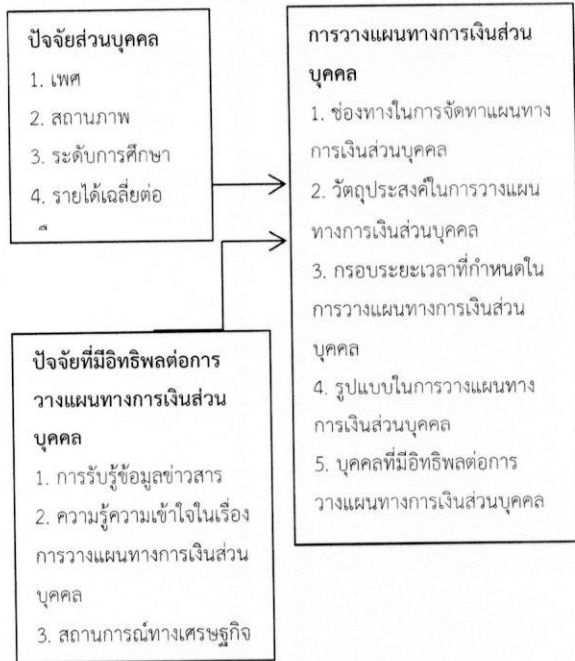 ปัจจัยส่วนบุคคล
1. เพศ
2. สถานภาพ
3. ระดับการศึกษา
4. รายได้เฉลี่ยต่อ
ปัจจัยที่มีอิทธิพลต่อการ
วางแผนทางการเงินส่วน
บุคคล
1. การรับรู้ข้อมูลข่าวสาร
2. ความรู้ความเข้าใจในเรื่อง
การวางแผนทางการเงินส่วน
บุคคล
3. สถานการณ์ทางเศรษฐกิจ
การวางแผนทางการเงินส่วน
บุคคล
1. ช่องทางในการจัดทาแผนทาง
การเงินส่วนบุคคล
2. วัตถุประสงค์ในการวางแผน
ทางการเงินส่วนบุคคล
3. กรอบระยะเวลาที่กำหนดใน
การวางแผนทางการเงินส่วน
บุคคล
4. รูปแบบในการวางแผนทาง
การเงินส่วนบุคคล
5. บุคคลที่มีอิทธิพลต่อการ
วางแผนทางการเงินส่วนบุคคล